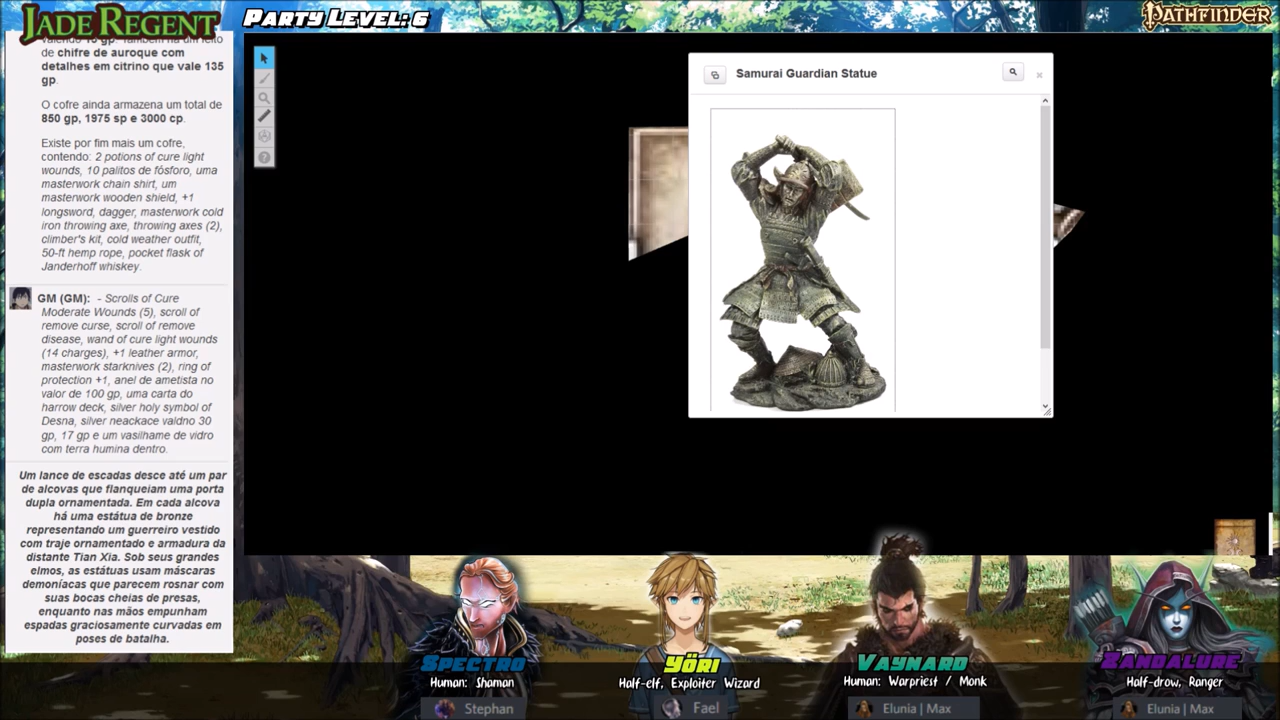 JADE REGENT
PARTY LEVEL: 6
PATHFINDER
de chifre de auroque com
detalhes em citrino que vale 135
gp.
O cofre ainda armazena um total de
850 gp, 1975 sp e 3000 cp.
Existe por fim mais um cofre,
contendo: 2 potions of cure light
wounds, 10 palitos de fósforo, uma
masterwork chain shirt, um
masterwork wooden shield, +1
longsword, dagger, masterwork cold
iron throwing axe, throwing axes (2),
climber's kit, cold weather outfit,
50-ft hemp rope, pocket flask of
Janderhoff whiskey.
GM (GM): - Scrolls of Cure
Moderate Wounds (5), scroll of
remove curse, scroll of remove
disease, wand of cure light wounds
(14 charges), +1 leather armor,
masterwork starknives (2), ring of
protection +1, anel de ametista no
valor de 100 gp, uma carta do
harrow deck, silver holy symbol of
Desna, silver neackace valdno 30
gp, 17 gp e um vasilhame de vidro
com terra humina dentro.
Um lance de escadas desce até um par
de alcovas que flanqueiam uma porta
dupla ornamentada. Em cada alcova
há uma estátua de bronze
representando um guerreiro vestido
com traje ornamentado e armadura da
distante Tian Xia. Sob seus grandes
elmos, as estátuas usam máscaras
demoníacas que parecem rosnar com
suas bocas cheias de presas,
enquanto nas mãos empunham
espadas graciosamente curvadas em
poses de batalha.
Samurai Guardian Statue
SPECTRO
Human: Shaman
Stephan
YÖRI
Half-elf, Exploiter Wizard
Fael
VAYNARD
Human: Warpriest / Monk
Elunia | Max
ZANDALURE
Half-drow, Ranger
Elunia | Max